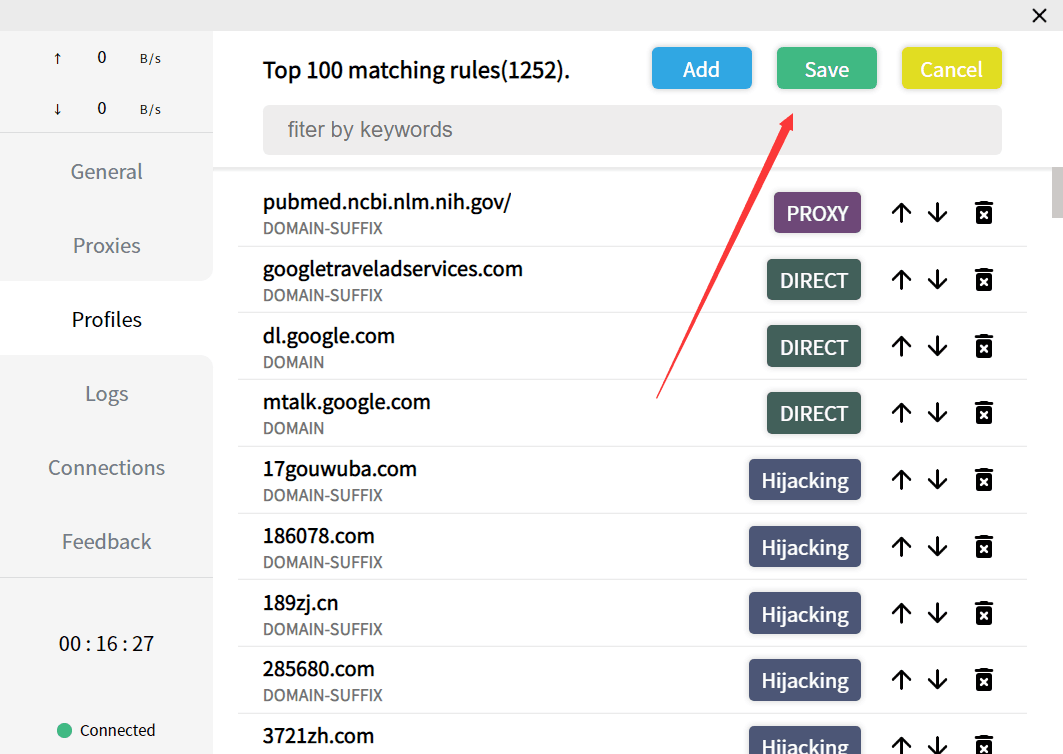 ↑ 0 B/s
↓ 0 B/s
General
Proxies
Profiles
Logs
Connections
Feedback
00 : 16 : 27
Connected
Top 100 matching rules(1252).
Add
Save
Cancel
fiter by keywords
pubmed.ncbi.nlm.nih.gov/
DOMAIN-SUFFIX
PROXY
googletraveladservices.com
DOMAIN-SUFFIX
DIRECT
dl.google.com
DOMAIN
DIRECT
mtalk.google.com
DOMAIN
DIRECT
17gouwuba.com
DOMAIN-SUFFIX
Hijacking
186078.com
DOMAIN-SUFFIX
Hijacking
189zj.cn
DOMAIN-SUFFIX
Hijacking
285680.com
DOMAIN-SUFFIX
Hijacking
3721zh.com
Hijacking